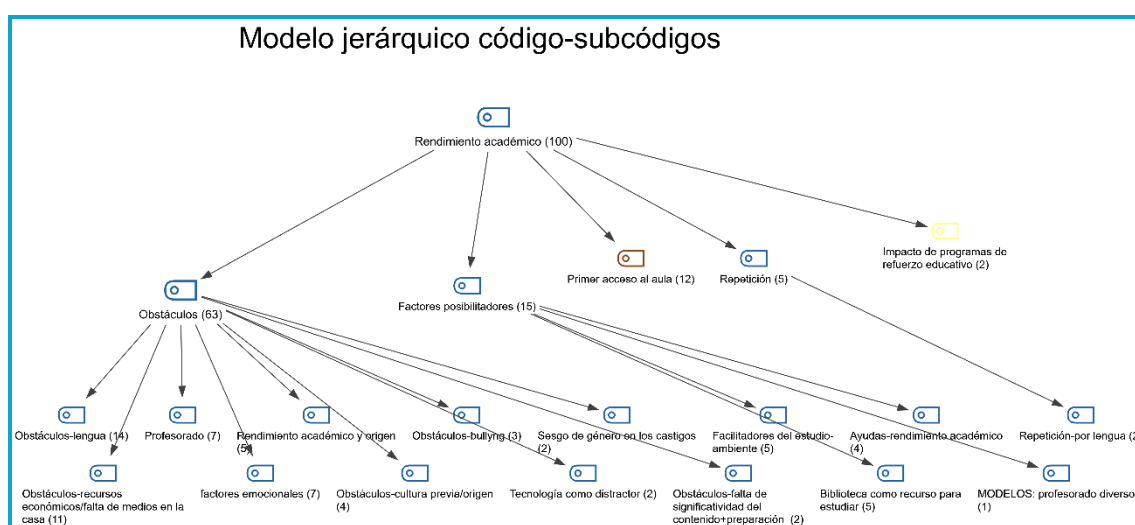 Modelo jerárquico código-subcódigos
Rendimiento académico (100)
Impacto de programas de
refuerzo educativo (2)
Primer acceso al aula (12)
Repetición (5)
Factores posibilitadores (15)
Obstáculos (63)
Obstáculos-lengua (14)
Profesorado (7)
Rendimiento académico y origen
(5)
Obstáculos-bullyng (3)
Sesgo de género en los castigos
(2)
Facilitadores del estudio-
ambiente (5)
Ayudas-rendimiento académico
(4)
Repetición-por lengua (2
Obstáculos-recursos
económicos/falta de medios en la
casa (11)
factores emocionales (7)
Obstáculos-cultura previa/origen
(4)
Tecnología como distractor (2)
Obstáculos-falta de
significatividad del
contenido+preparación (2)
Biblioteca como recurso para
estudiar (5)
MODELOS: profesorado diverso
(1)